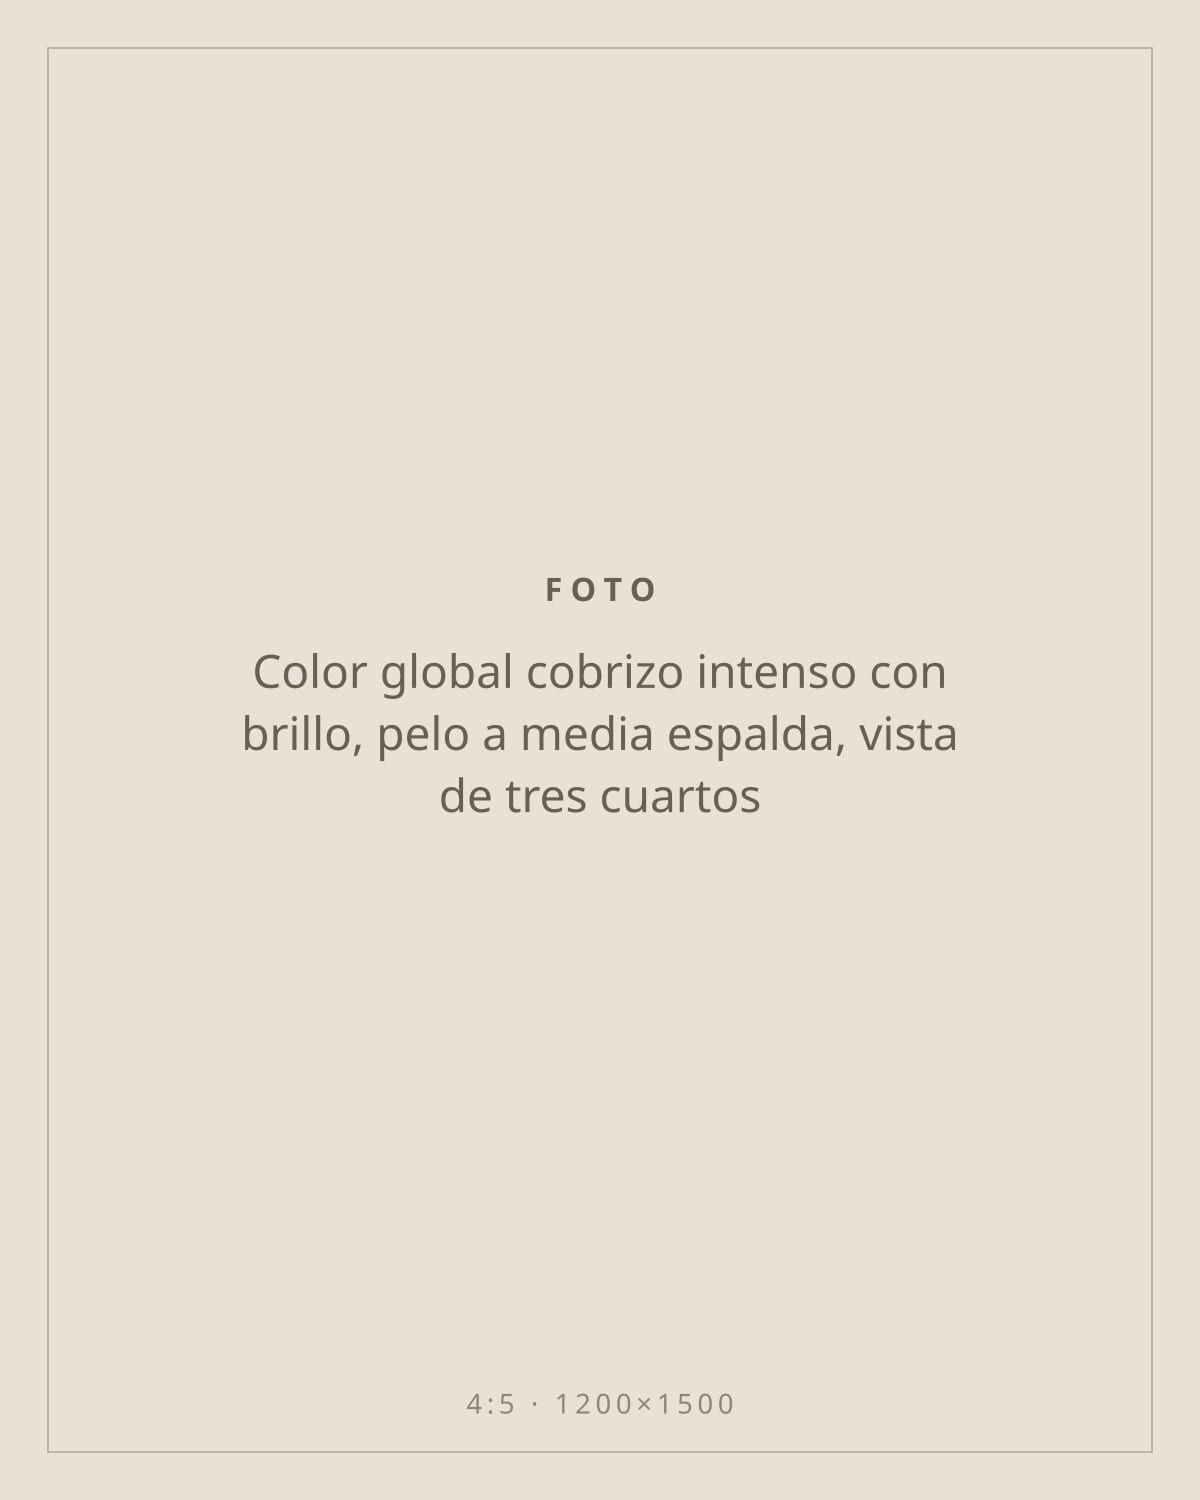 FOTO
Color global cobrizo intenso con
brillo, pelo a media espalda, vista
de tres cuartos
4:5 · 1200×1500